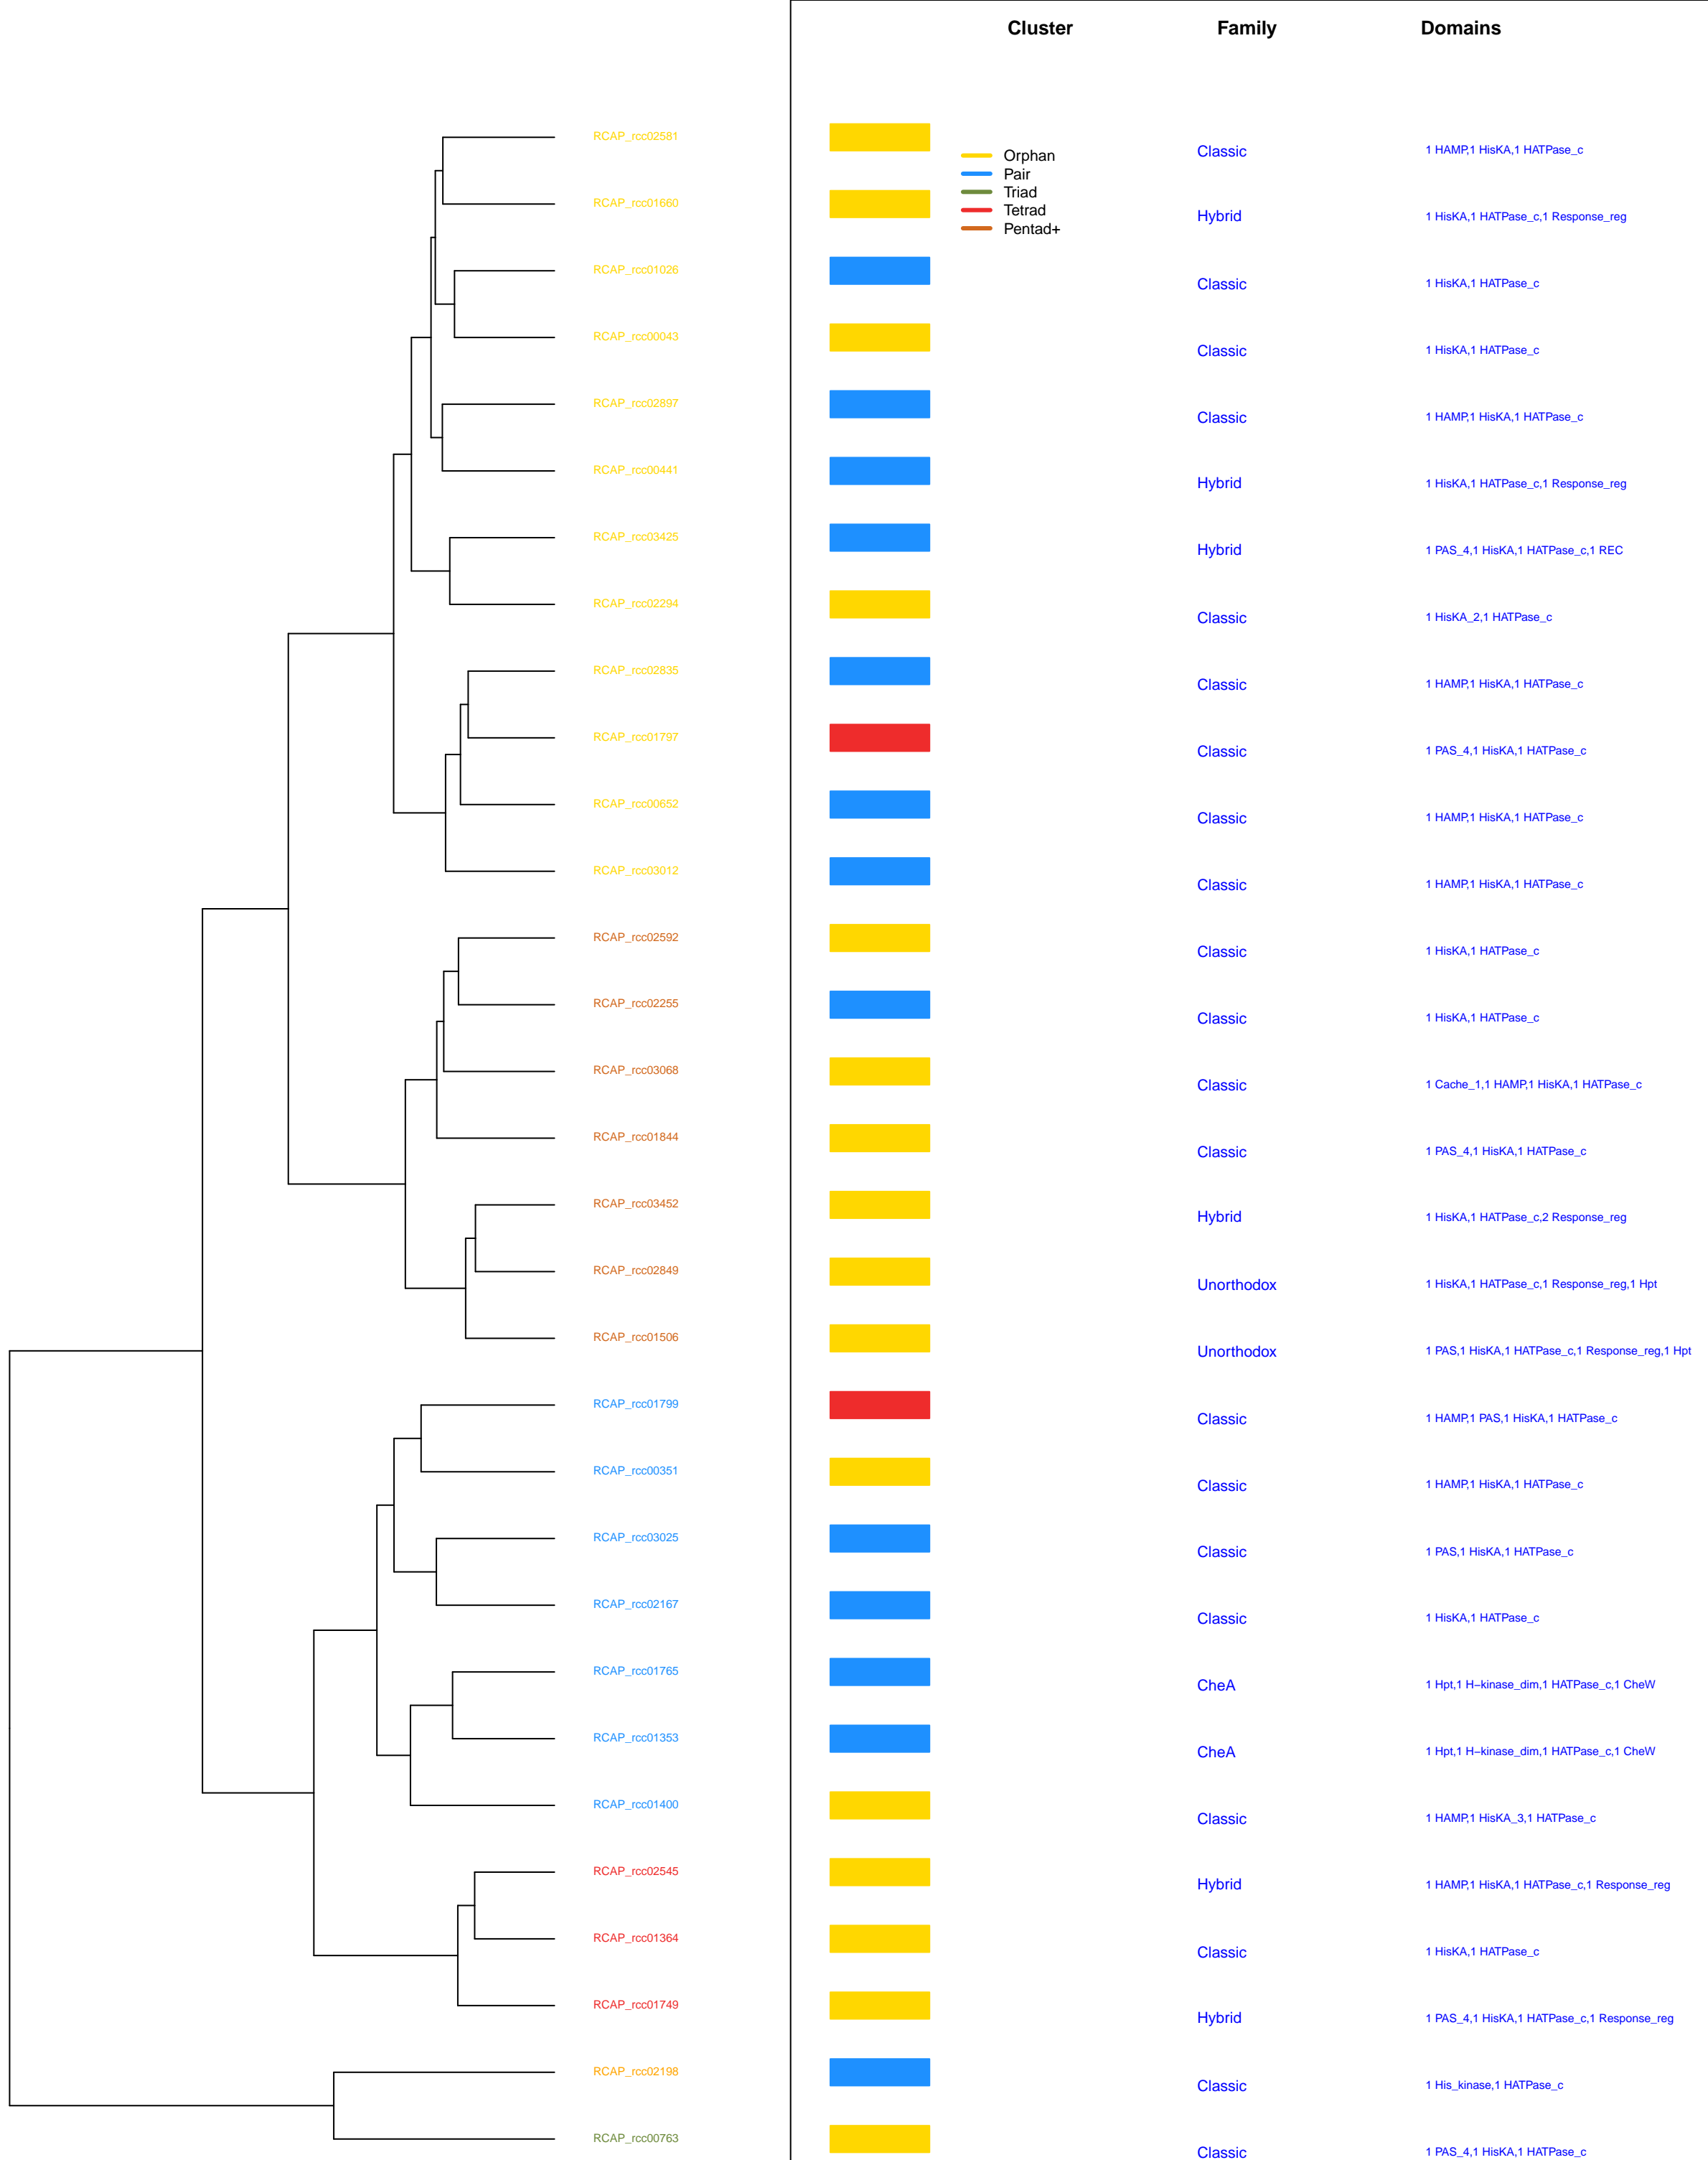 Cluster Family Domains
RCAP_rcc02581 Classic 1 HAMP,1 HisKA,1 HATPase_c
Orphan
Pair
Triad
Tetrad
Pentad+
RCAP_rcc01660 Hybrid 1 HisKA,1 HATPase_c,1 Response_reg
RCAP_rcc01026 Classic 1 HisKA,1 HATPase_c
RCAP_rcc00043 Classic 1 HisKA,1 HATPase_c
RCAP_rcc02897 Classic 1 HAMP,1 HisKA,1 HATPase_c
RCAP_rcc00441 Hybrid 1 HisKA,1 HATPase_c,1 Response_reg
RCAP_rcc03425 Hybrid 1 PAS_4,1 HisKA,1 HATPase_c,1 REC
RCAP_rcc02294 Classic 1 HisKA_2,1 HATPase_c
RCAP_rcc02835 Classic 1 HAMP,1 HisKA,1 HATPase_c
RCAP_rcc01797 Classic 1 PAS_4,1 HisKA,1 HATPase_c
RCAP_rcc00652 Classic 1 HAMP,1 HisKA,1 HATPase_c
RCAP_rcc03012 Classic 1 HAMP,1 HisKA,1 HATPase_c
RCAP_rcc02592 Classic 1 HisKA,1 HATPase_c
RCAP_rcc02255 Classic 1 HisKA,1 HATPase_c
RCAP_rcc03068 Classic 1 Cache_1,1 HAMP,1 HisKA,1 HATPase_c
RCAP_rcc01844 Classic 1 PAS_4,1 HisKA,1 HATPase_c
RCAP_rcc03452 Hybrid 1 HisKA,1 HATPase_c,2 Response_reg
RCAP_rcc02849 Unorthodox 1 HisKA,1 HATPase_c,1 Response_reg,1 Hpt
RCAP_rcc01506 Unorthodox 1 PAS,1 HisKA,1 HATPase_c,1 Response_reg,1 Hpt
RCAP_rcc01799 Classic 1 HAMP,1 PAS,1 HisKA,1 HATPase_c
RCAP_rcc00351 Classic 1 HAMP,1 HisKA,1 HATPase_c
RCAP_rcc03025 Classic 1 PAS,1 HisKA,1 HATPase_c
RCAP_rcc02167 Classic 1 HisKA,1 HATPase_c
RCAP_rcc01765 CheA 1 Hpt,1 H−kinase_dim,1 HATPase_c,1 CheW
RCAP_rcc01353 CheA 1 Hpt,1 H−kinase_dim,1 HATPase_c,1 CheW
RCAP_rcc01400 Classic 1 HAMP,1 HisKA_3,1 HATPase_c
RCAP_rcc02545 Hybrid 1 HAMP,1 HisKA,1 HATPase_c,1 Response_reg
RCAP_rcc01364 Classic 1 HisKA,1 HATPase_c
RCAP_rcc01749 Hybrid 1 PAS_4,1 HisKA,1 HATPase_c,1 Response_reg
RCAP_rcc02198 Classic 1 His_kinase,1 HATPase_c
RCAP_rcc00763 Classic 1 PAS_4,1 HisKA,1 HATPase_c